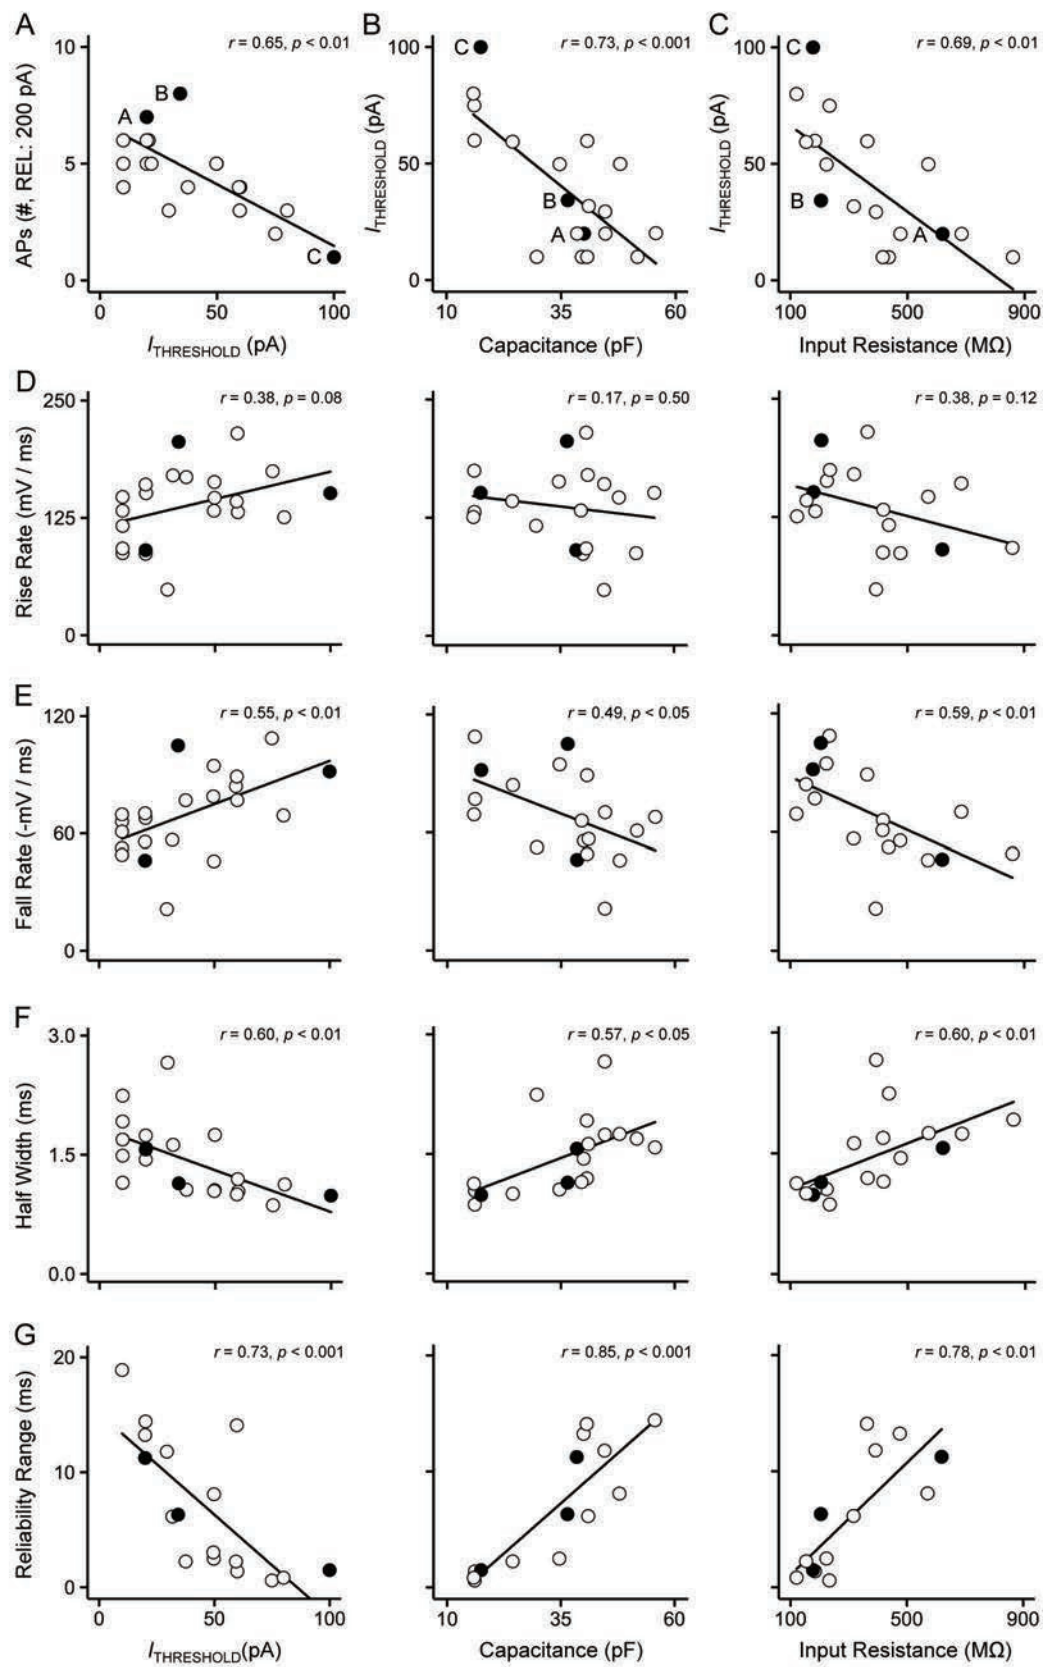 A
r = 0.65, p < 0.01
10
5
0
APs (#, REL: 200 pA)
A
B
C
0 50 100
I THRESHOLD (pA)
B
r = 0.73, p < 0.001
100
50
0
I THRESHOLD (pA)
C
B
A
10 35 60
Capacitance (pF)
C
r = 0.69, p < 0.01
100
50
0
I THRESHOLD (pA)
C
B
A
100 500 900
Input Resistance (MΩ)
D
250
125
0
Rise Rate (mV / ms)
r = 0.38, p = 0.08
r = 0.17, p = 0.50
r = 0.38, p = 0.12
E
120
60
0
Fall Rate (-mV / ms)
r = 0.55, p < 0.01
r = 0.49, p < 0.05
r = 0.59, p < 0.01
F
3.0
1.5
0.0
Half Width (ms)
r = 0.60, p < 0.01
r = 0.57, p < 0.05
r = 0.60, p < 0.01
G
20
10
0
Reliability Range (ms)
r = 0.73, p < 0.001
r = 0.85, p < 0.001
r = 0.78, p < 0.01
0 50 100
I THRESHOLD(pA)
10 35 60
Capacitance (pF)
100 500 900
Input Resistance (MΩ)